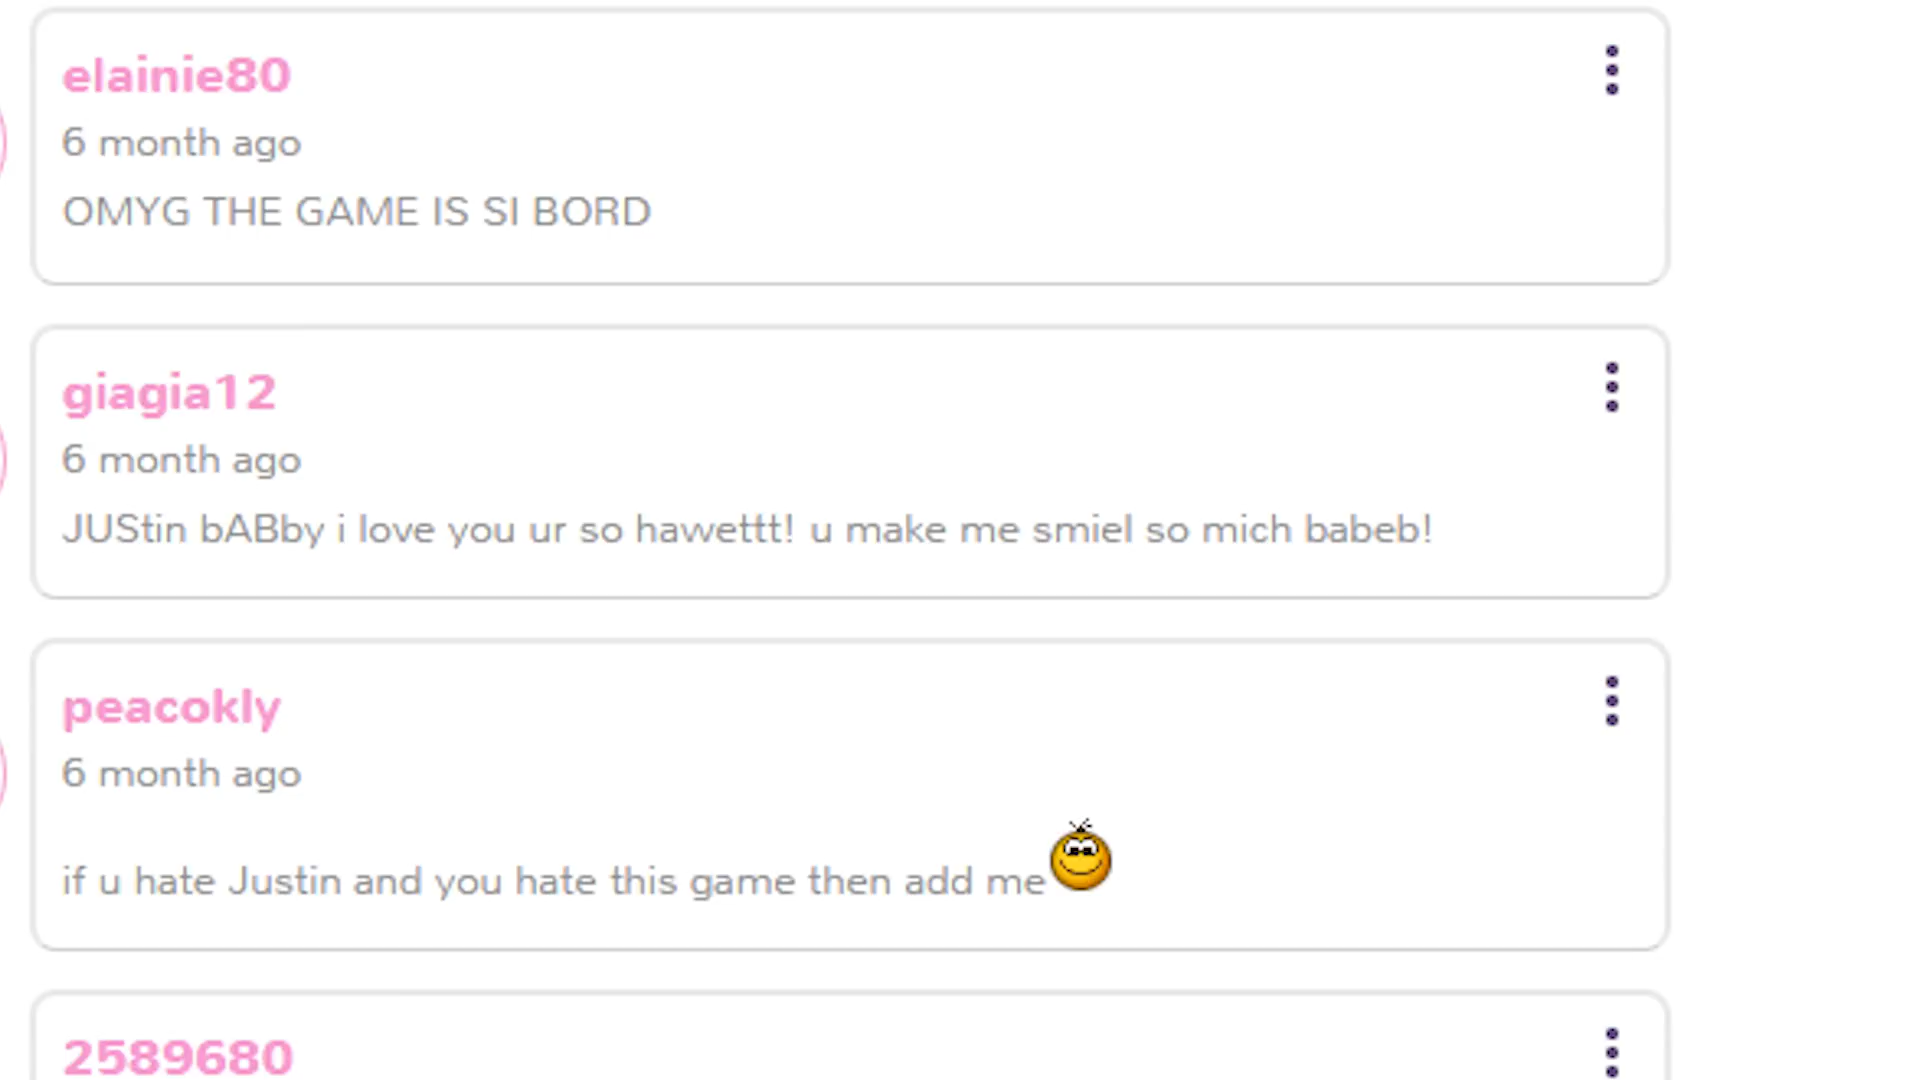 elainie80
6 month ago
OMYG THE GAME IS SI BORD
giagia12
6 month ago
JUStin bABby i love you ur so hawettt! u make me smiel so mich babeb!
peacokly
6 month ago
if u hate Justin and you hate this game then add me
2589680